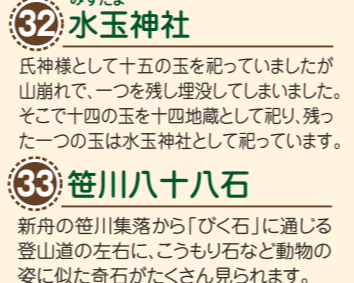 みずたま
32 水玉神社
氏神様として十五の玉を祀っていましたが
山崩れで、一つを残し埋没してしまいました。
そこで十四の玉を十四地蔵として祀り、残っ
た一つの玉は水玉神社として祀っています。
33 笹川八十八石
新舟の笹川集落から「びく石」に通じる
登山道の左右に、こうもり石など動物の
姿に似た奇石がたくさん見られます。